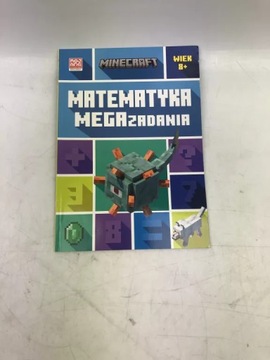 MINECRAFT
WIEK
8+
MATEMATYKA
MEGAZADANIA